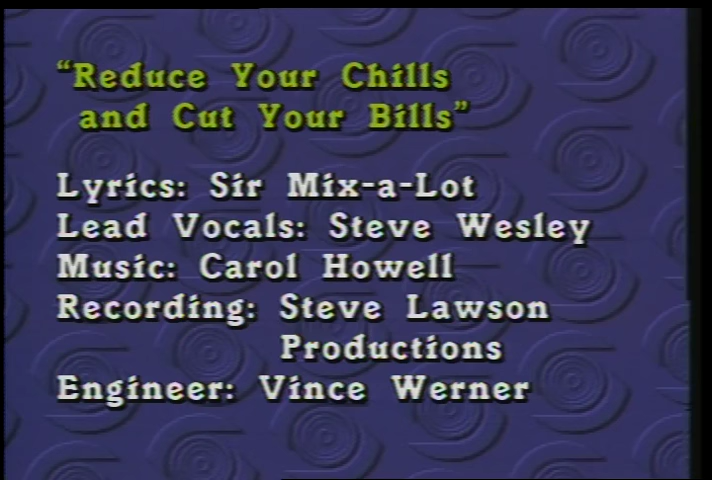 “Reduce Your Chills
and Cut Your Bills”
Lyrics: Sir Mix-a-Lot
Lead Vocals: Steve Wesley
Music: Carol Howell
Recording: Steve Lawson
Productions
Engineer: Vince Werner